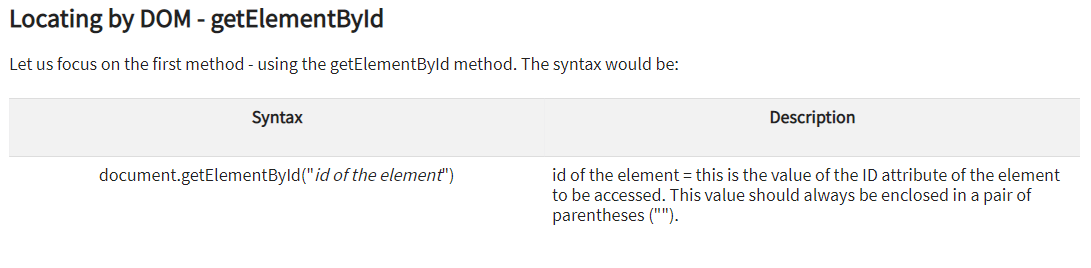 Locating by DOM - getElementById
Let us focus on the first method - using the getElementById method. The syntax would be:
Syntax
Description
document.getElementById("id of the element")
id of the element = this is the value of the ID attribute of the element
to be accessed. This value should always be enclosed in a pair of
parentheses ("").